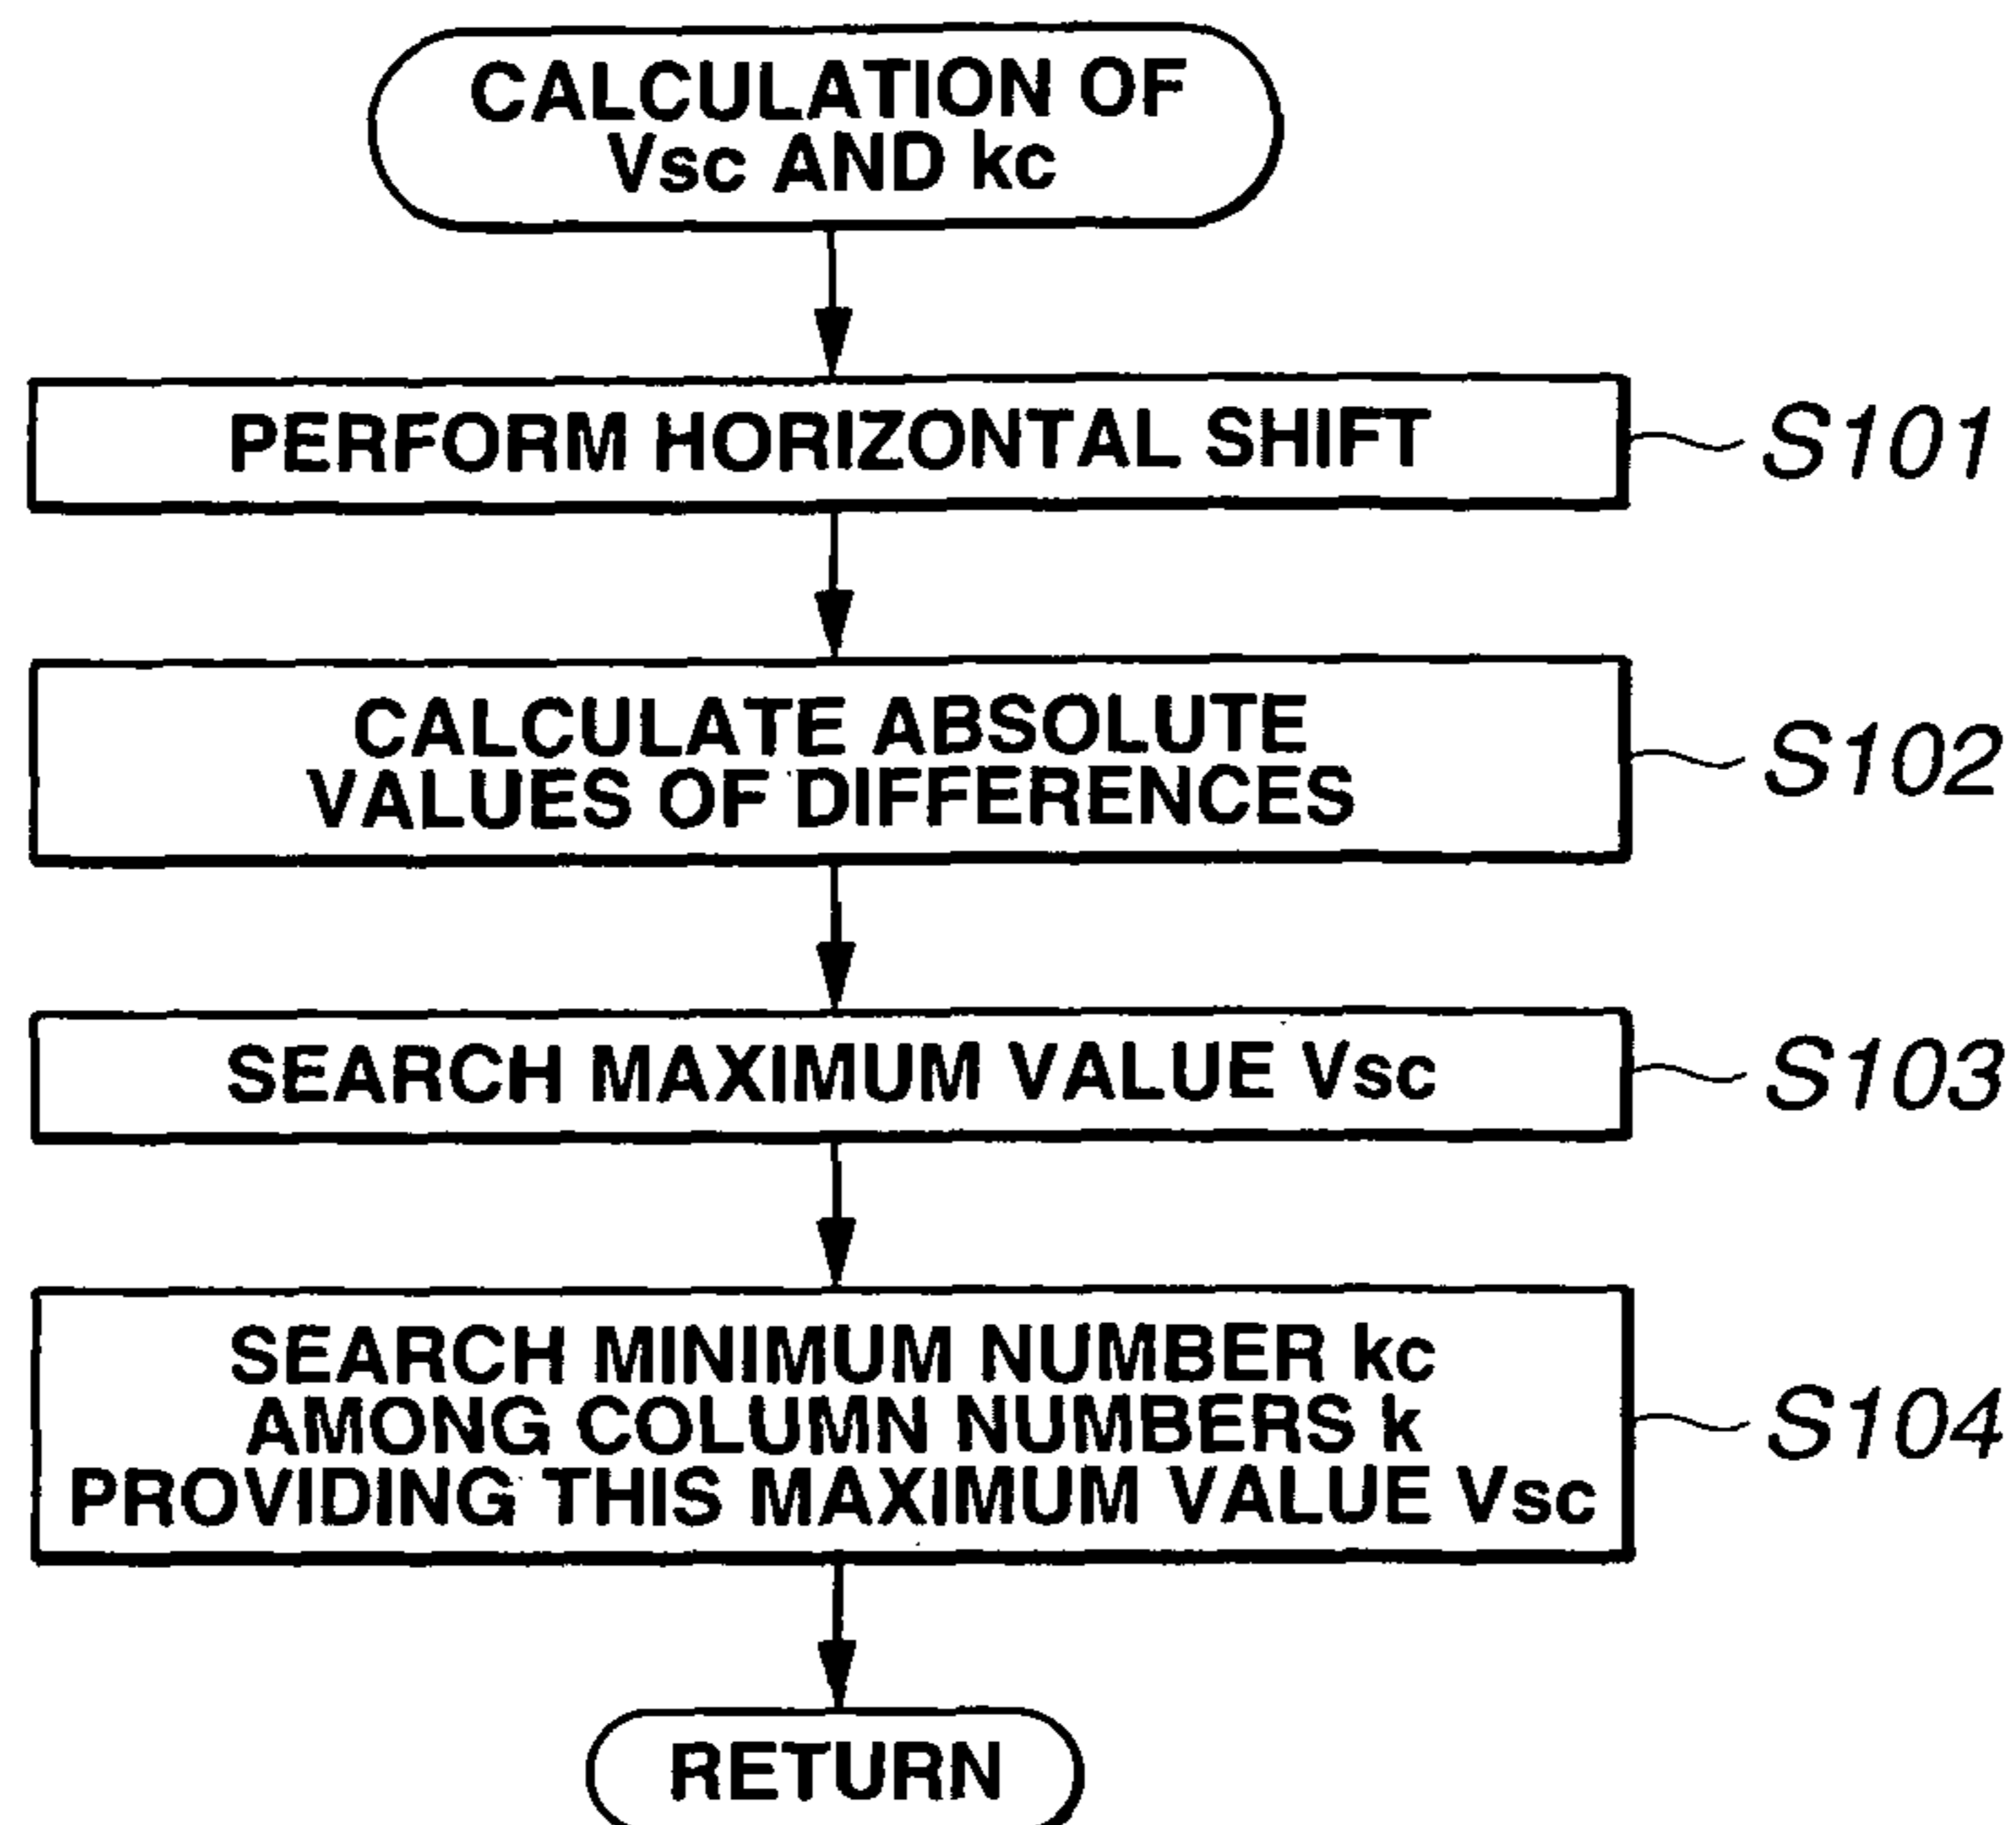 CALCULATION OF
Vsc AND kc
PERFORM HORIZONTAL SHIFT
S101
CALCULATE ABSOLUTE
VALUES OF DIFFERENCES
S102
SEARCH MAXIMUM VALUE Vsc
S103
SEARCH MINIMUM NUMBER kc
AMONG COLUMN NUMBERS k
PROVIDING THIS MAXIMUM VALUE Vsc
S104
RETURN